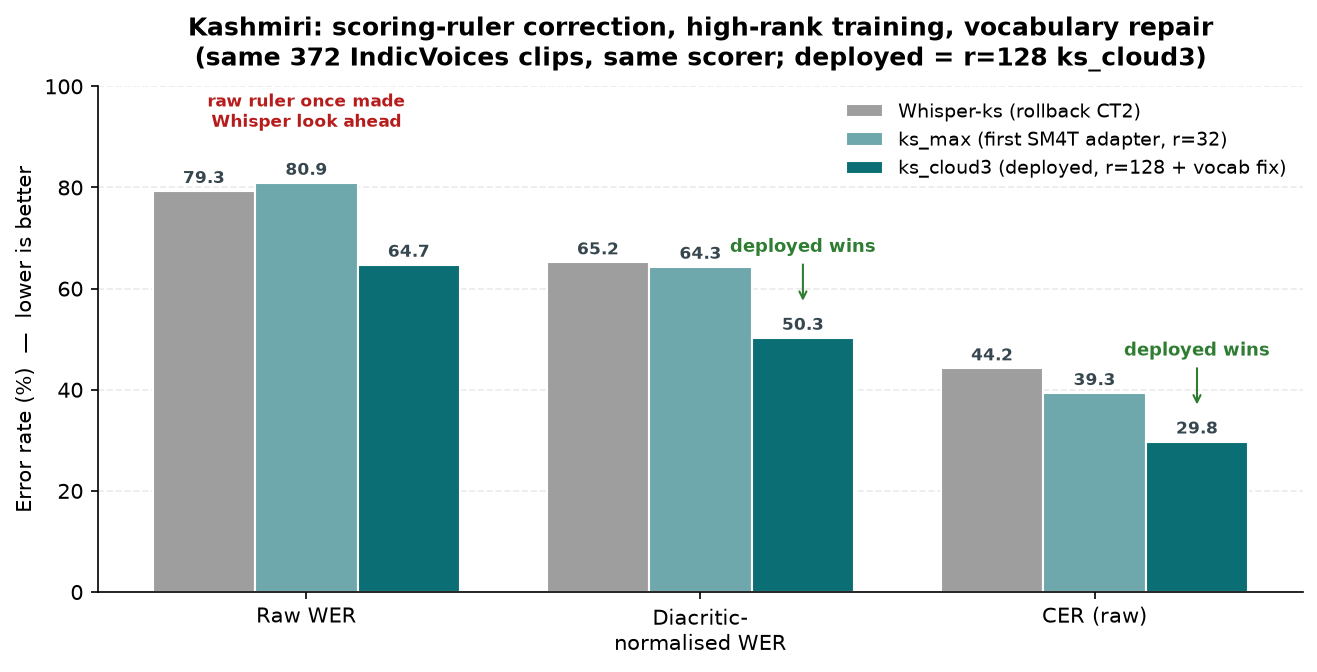 Kashmiri: scoring-ruler correction, high-rank training, vocabulary repair
(same 372 IndicVoices clips, same scorer; deployed = r=128 ks_cloud3)
Error rate (%) — lower is better
100
80
60
40
20
0
raw ruler once made
Whisper look ahead
Whisper-ks (rollback CT2)
ks_max (first SM4T adapter, r=32)
ks_cloud3 (deployed, r=128 + vocab fix)
79.3
80.9
64.7
65.2
64.3
deployed wins
50.3
44.2
39.3
deployed wins
29.8
Raw WER
Diacritic-
normalised WER
CER (raw)